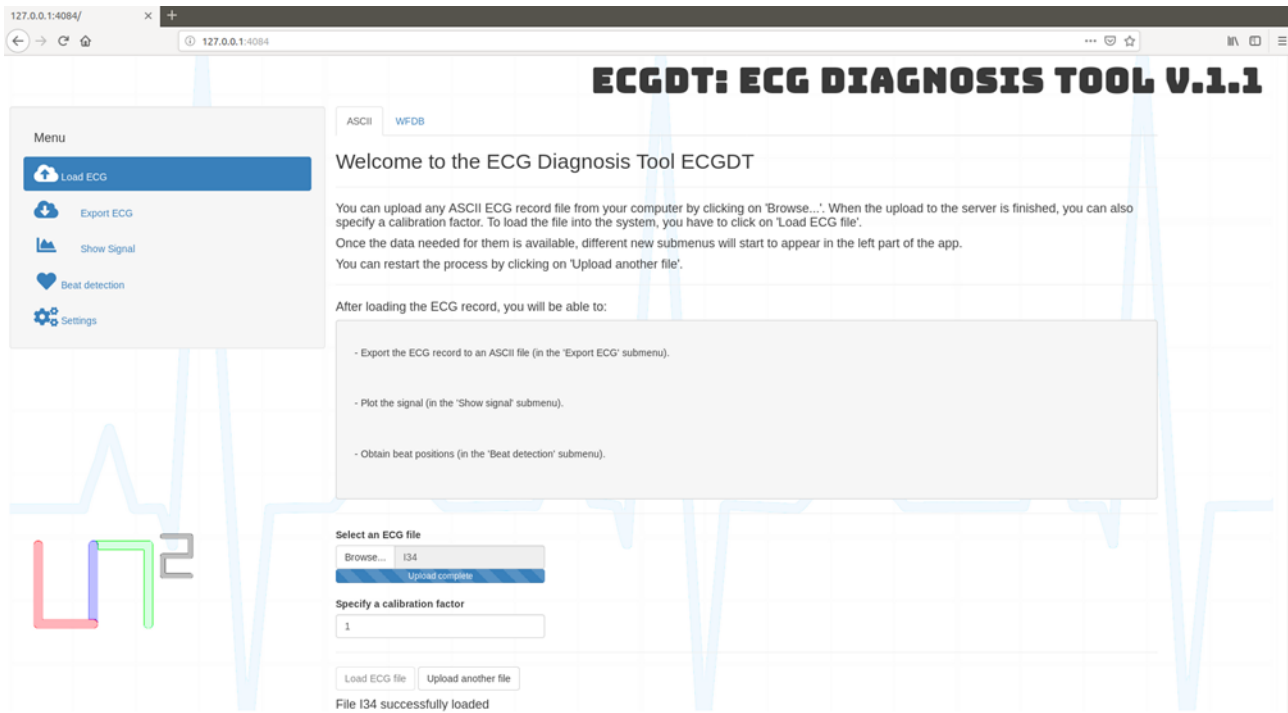 127.0.0.1:4084/
127.0.0.1:4084
ECGDT: ECG DIAGNOSIS TOOL V.1.1
Menu
Load ECG
Export ECG
Show Signal
Beat detection
Settings
ASCII WFDB
Welcome to the ECG Diagnosis Tool ECGDT
You can upload any ASCII ECG record file from your computer by clicking on 'Browse...'. When the upload to the server is finished, you can also
specify a calibration factor. To load the file into the system, you have to click on 'Load ECG file'.
Once the data needed for them is available, different new submenus will start to appear in the left part of the app.
You can restart the process by clicking on 'Upload another file'.
After loading the ECG record, you will be able to:
- Export the ECG record to an ASCII file (in the 'Export ECG' submenu).
- Plot the signal (in the 'Show signal' submenu).
- Obtain beat positions (in the 'Beat detection' submenu).
Select an ECG file
Browse... I34
Upload complete
Specify a calibration factor
1
Load ECG file Upload another file
File I34 successfully loaded